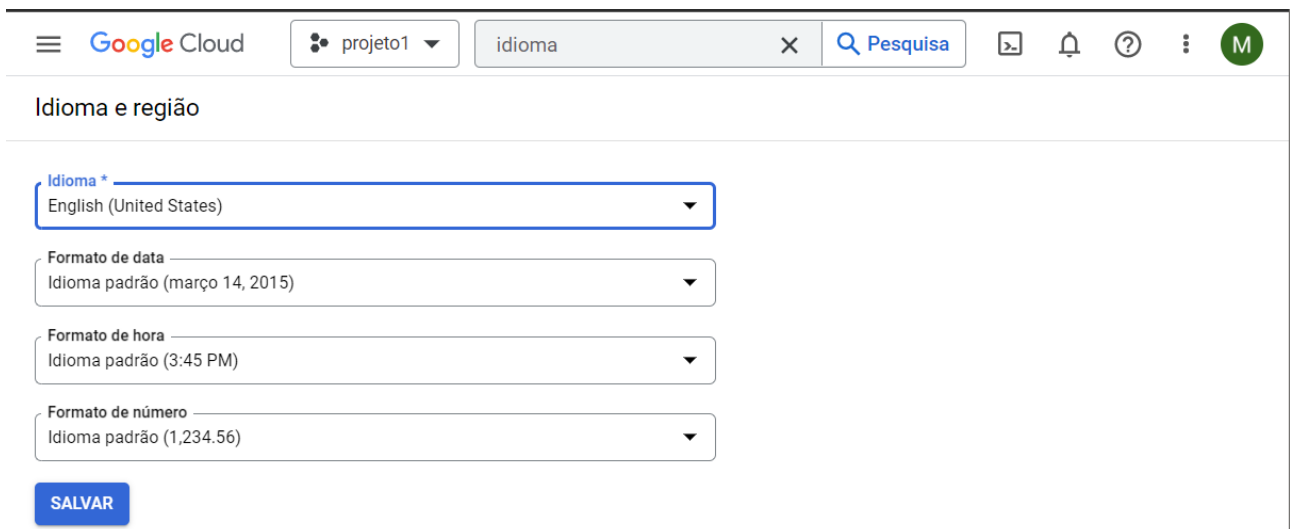 Google Cloud projeto1 idioma Pesquisa M
Idioma e região
Idioma *
English (United States)
Formato de data
Idioma padrão (março 14, 2015)
Formato de hora
Idioma padrão (3:45 PM)
Formato de número
Idioma padrão (1,234.56)
SALVAR